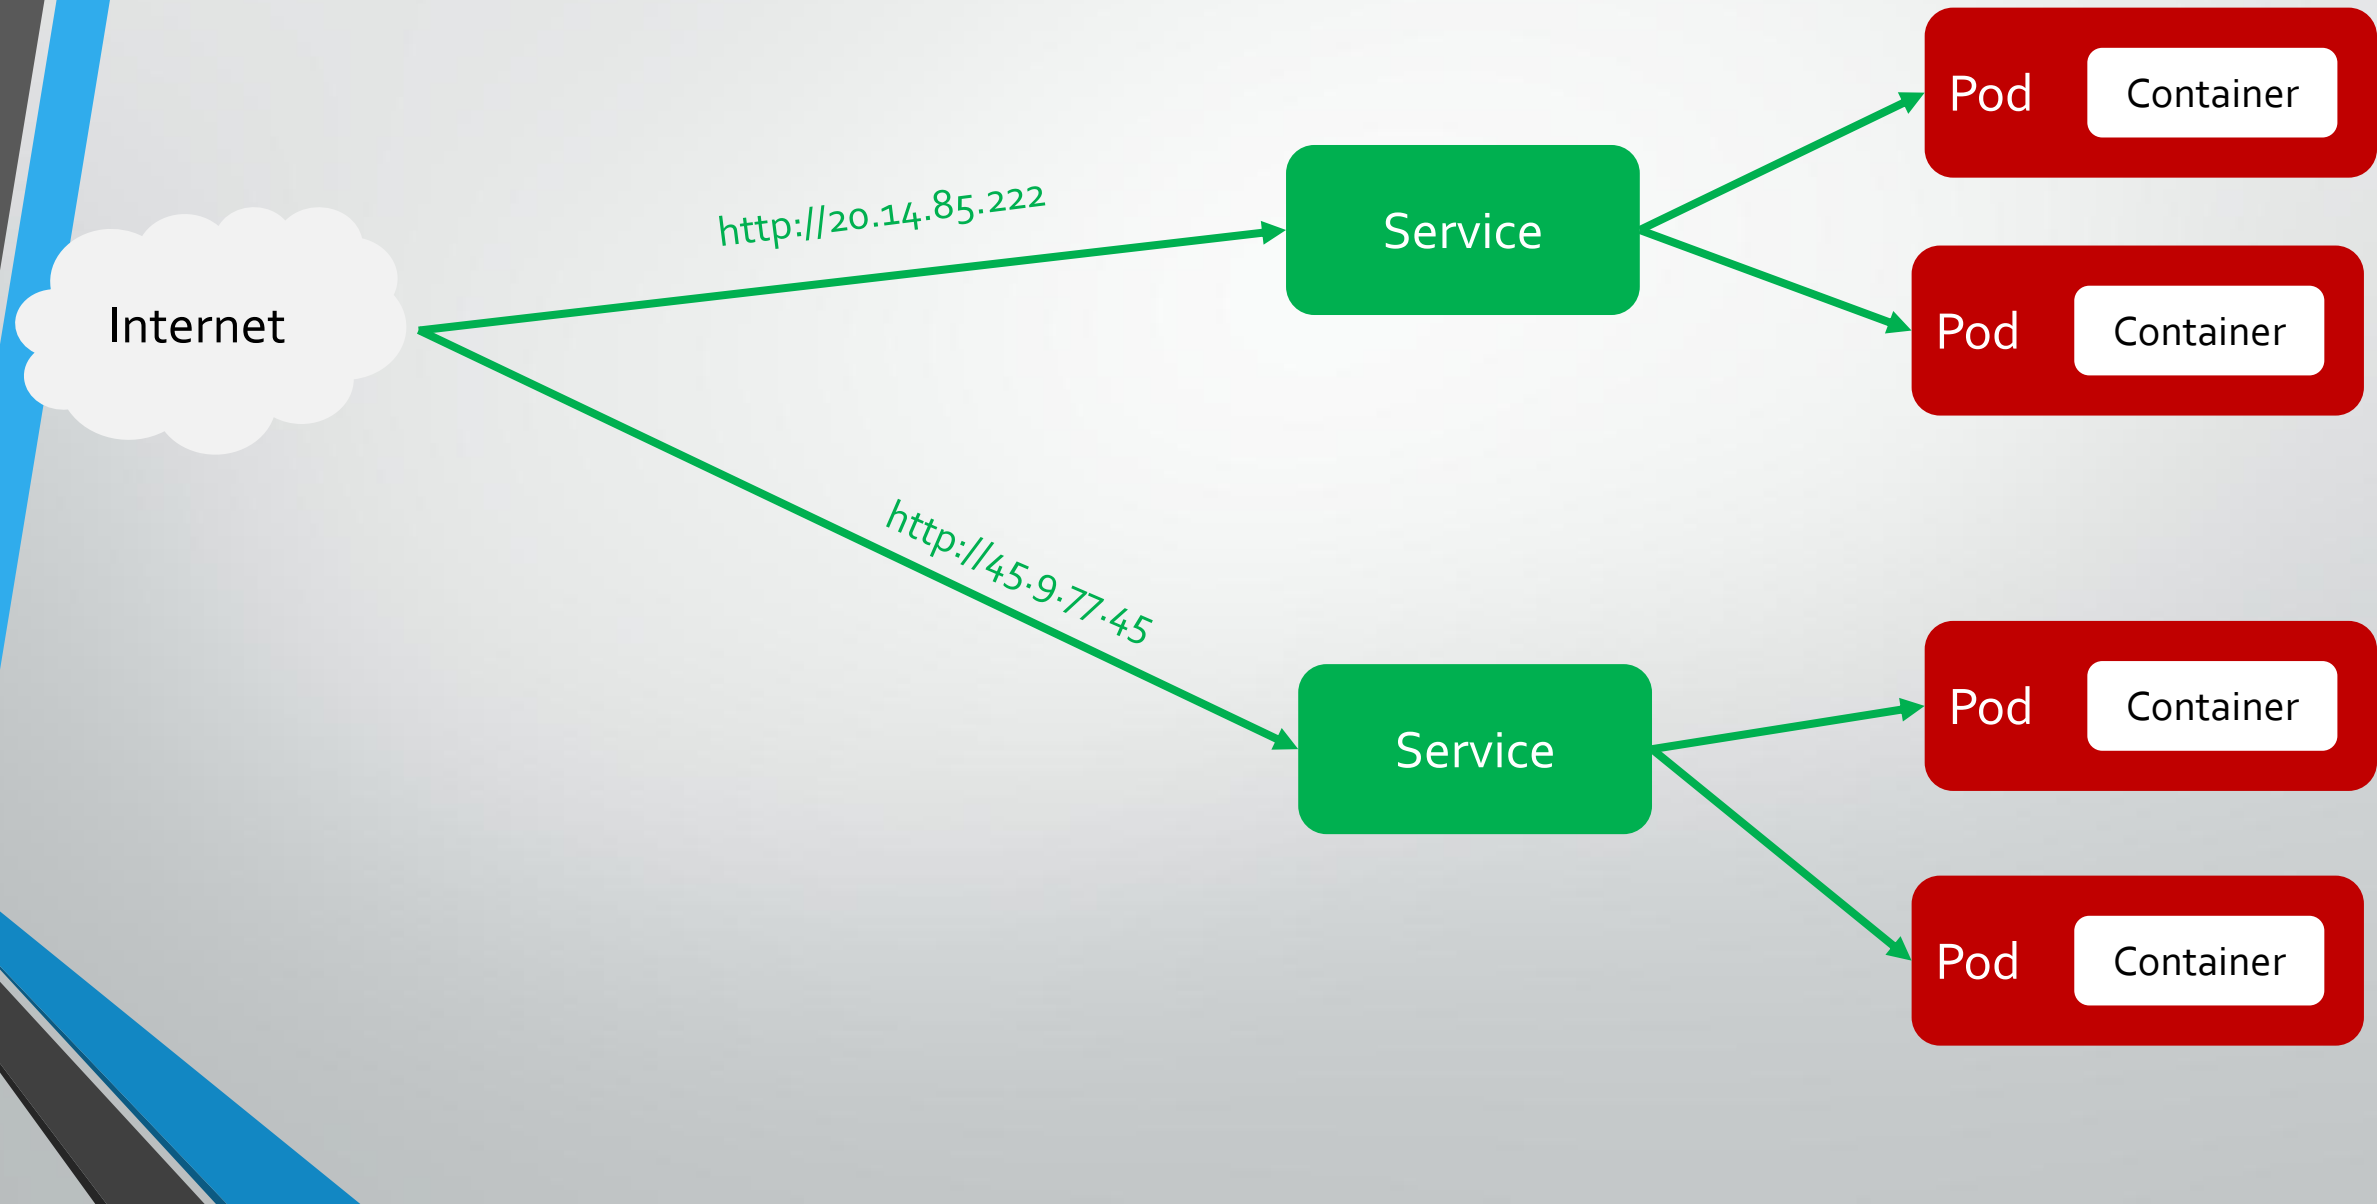 Internet
http://20.14.85.222
Service
Pod
Container
Pod
Container
http://45.9.77.45
Service
Pod
Container
Pod
Container